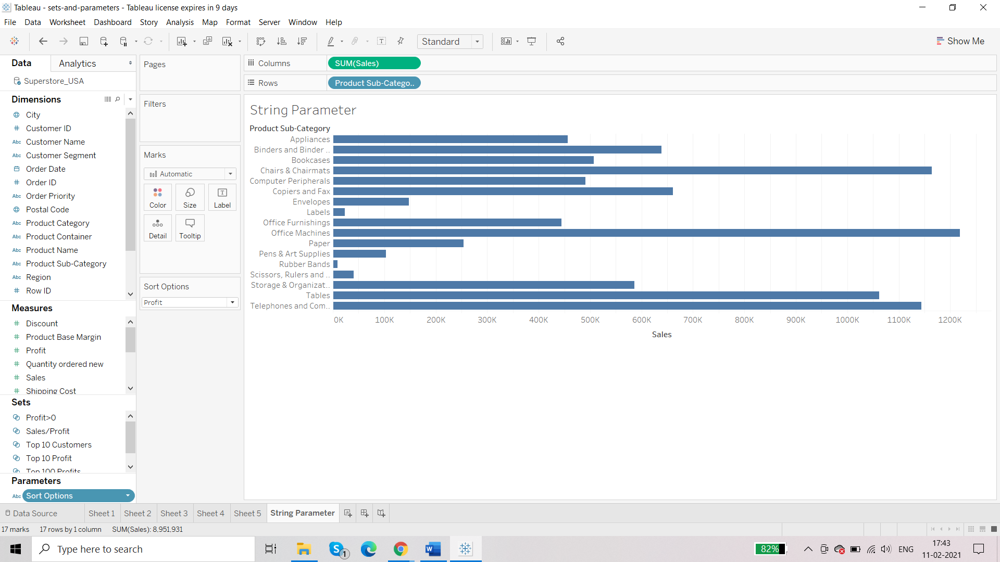 Tableau - sets-and-parameters - Tableau license expires in 9 days
File Data Worksheet Dashboard Story Analysis Map Format Server Window Help
Standard
Show Me
Data Analytics
Superstore_USA
Dimensions
City
Customer ID
Abc Customer Name
Abc Customer Segment
Order Date
Order ID
Abc Order Priority
Postal Code
Abc Product Category
Abc Product Container
Abc Product Name
Abc Product Sub-Category
Abc Region
Row ID
Measures
Discount
Product Base Margin
Profit
Quantity ordered new
Sales
Shipping Cost
Sets
Profit>0
Sales/Profit
Top 10 Customers
Top 10 Profit
Top 100 Profits
Parameters
Abc Sort Options
Pages
Filters
Marks
Automatic
Color Size Label
Detail Tooltip
Sort Options
Profit
Columns SUM(Sales)
Rows Product Sub-Catego..
String Parameter
Product Sub-Category
Appliances
Binders and Binder ..
Bookcases
Chairs & Chairmats
Computer Peripherals
Copiers and Fax
Envelopes
Labels
Office Furnishings
Office Machines
Paper
Pens & Art Supplies
Rubber Bands
Scissors, Rulers and ..
Storage & Organizat..
Tables
Telephones and Com..
0K 100K 200K 300K 400K 500K 600K 700K 800K 900K 1000K 1100K 1200K
Sales
Data Source Sheet 1 Sheet 2 Sheet 3 Sheet 4 Sheet 5 String Parameter
17 marks 17 rows by 1 column SUM(Sales): 8,951,931
Type here to search
1
82%
ENG
17:43
11-02-2021